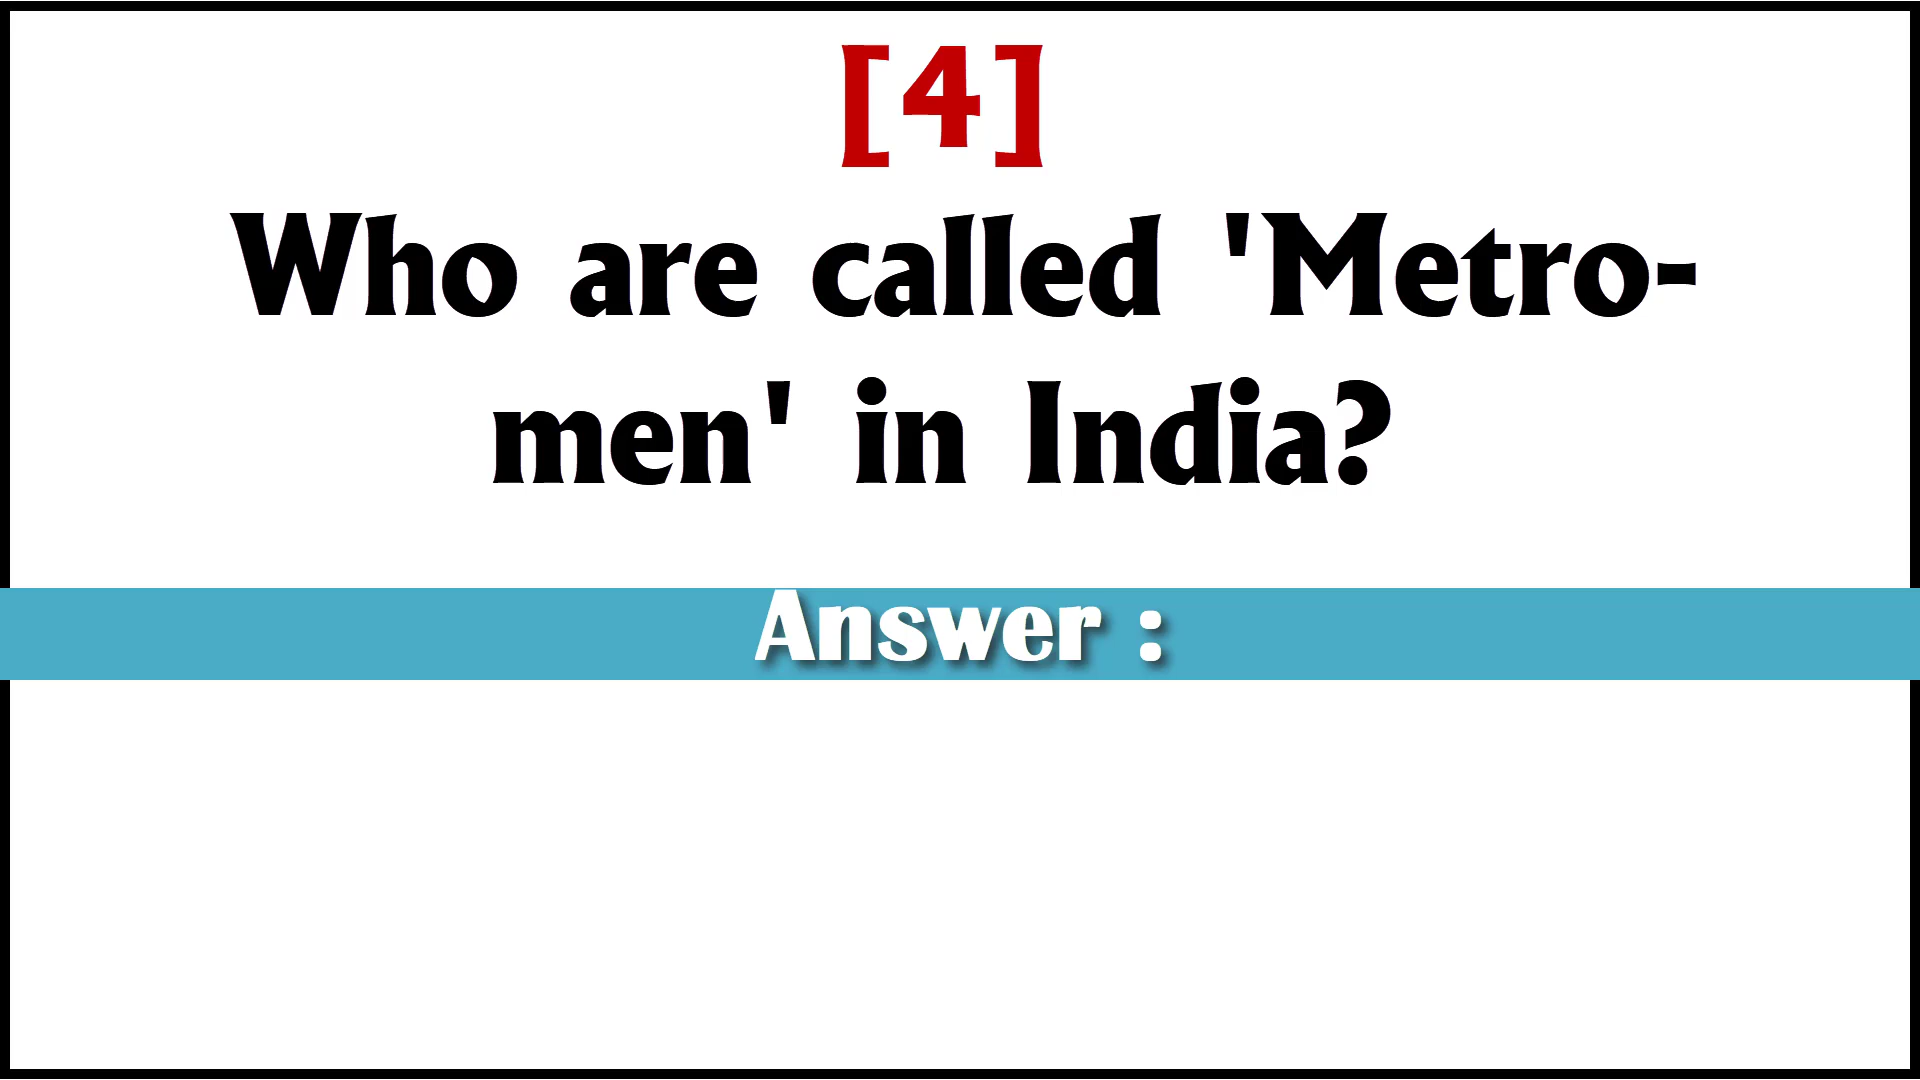 [4]
Who are called 'Metro-
men' in India?
Answer :